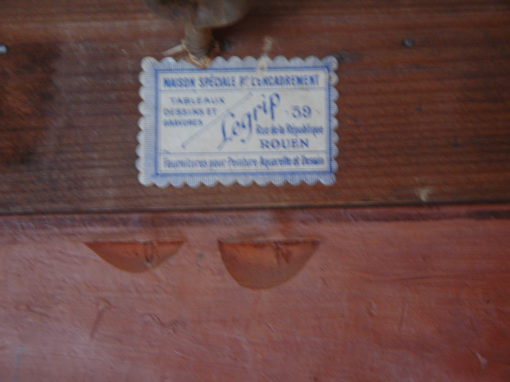 MAISON SPÉCIALE Pr L'ENCADREMENT
TABLEAUX
DESSINS ET
GRAVURES
Legrip
59
Rue de la République
ROUEN
Fournitures pour Peinture Aquarelle et Dessin